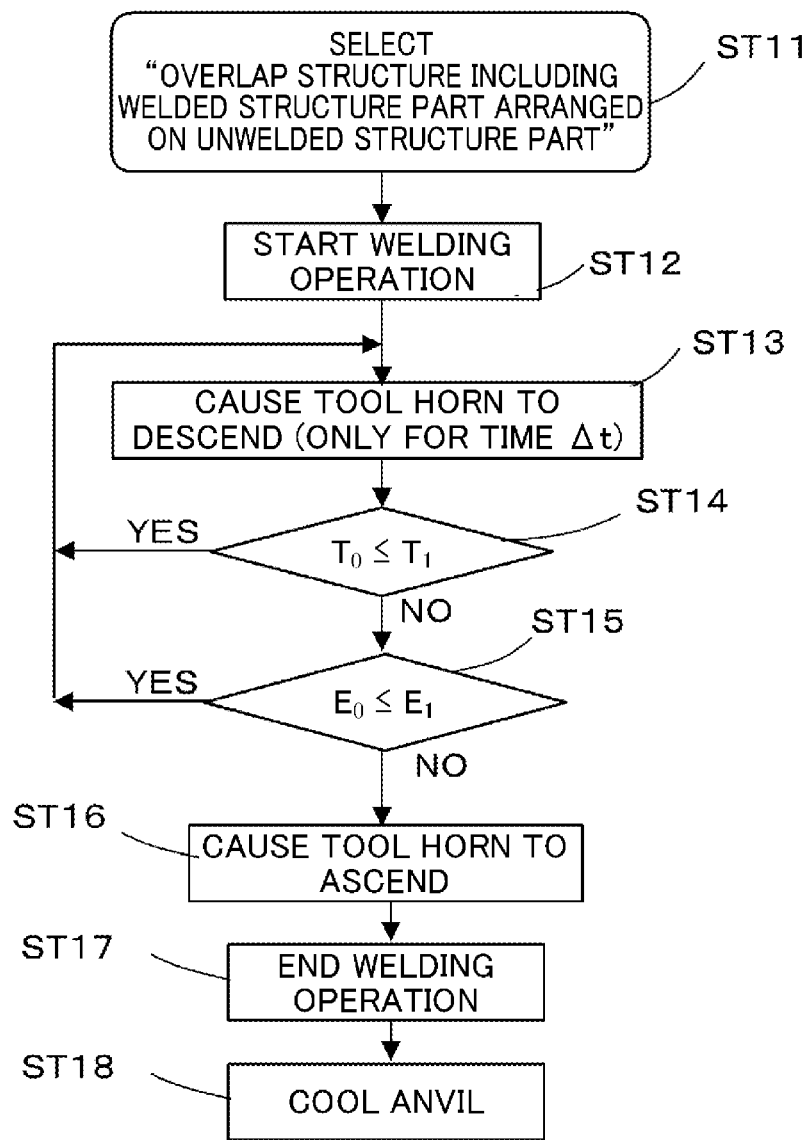 SELECT
“OVERLAP STRUCTURE INCLUDING
WELDED STRUCTURE PART ARRANGED
ON UNWELDED STRUCTURE PART”
ST11
START WELDING
OPERATION
ST12
ST13
CAUSE TOOL HORN TO
DESCEND (ONLY FOR TIME Δt)
ST14
YES
T₀ ≦ T₁
NO
ST15
YES
E₀ ≦ E₁
NO
ST16
CAUSE TOOL HORN TO
ASCEND
ST17
END WELDING
OPERATION
ST18
COOL ANVIL